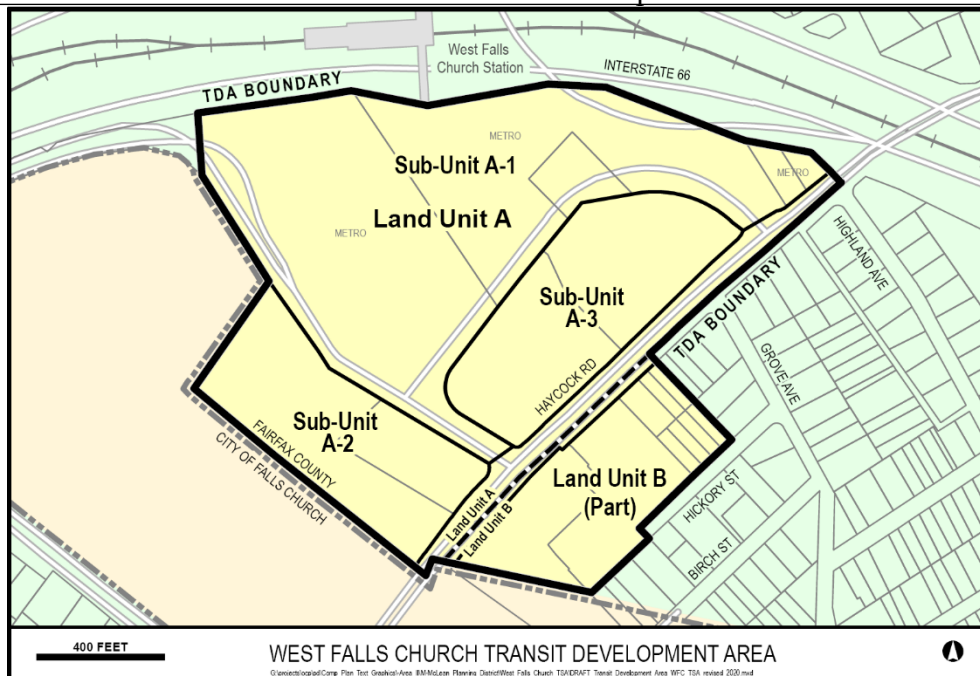 West Falls
Church Station
INTERSTATE 66
TDA BOUNDARY
METRO
Sub-Unit A-1
METRO
Land Unit A
METRO
HIGHLAND AVE
Sub-Unit
A-3
TDA BOUNDARY
GROVE AVE
HAYCOCK RD
Sub-Unit
A-2
FAIRFAX COUNTY
CITY OF FALLS CHURCH
Land Unit A
Land Unit B
Land Unit B
(Part)
HICKORY ST
BIRCH ST
400 FEET
WEST FALLS CHURCH TRANSIT DEVELOPMENT AREA